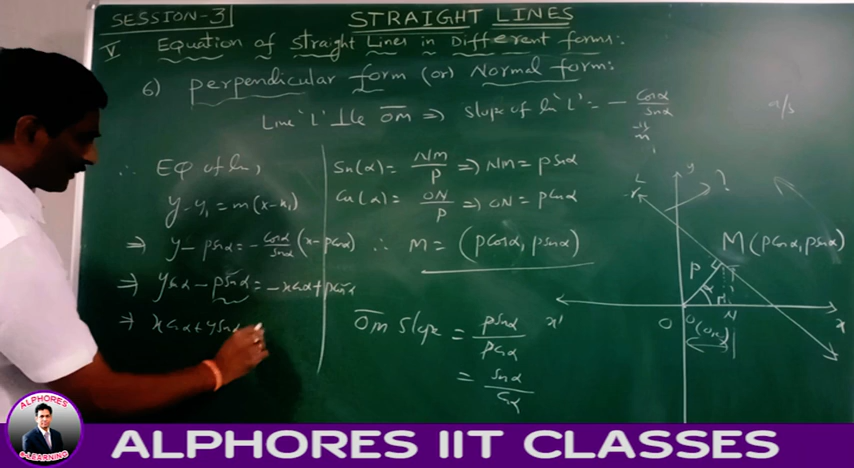 SESSION-3
STRAIGHT LINES
V Equation of Straight Lines in Different forms:
6) perpendicular form (or) Normal form:
Line 'L' ⊥le OM ⇒ slope of ln 'L' = - cosα/sinα
∴ EQ of ln,
y-y₁ = m(x-x₁)
⇒ y - psinα = - cosα/sinα (x-pcosα)
⇒ ysinα - psin²α = -xcosα + pcos²α
⇒ xcosα + ysinα
Sin(α) = NM/P ⇒ NM = psinα
Cos(α) = ON/P ⇒ ON = pcosα
∴ M = (pcosα, psinα)
OM slope = psinα/pcosα
= sinα/cosα
y
L
?
M(pcosα, psinα)
P
α
N
O
x'
x
ALPHORES
E-LEARNING
ALPHORES IIT CLASSES